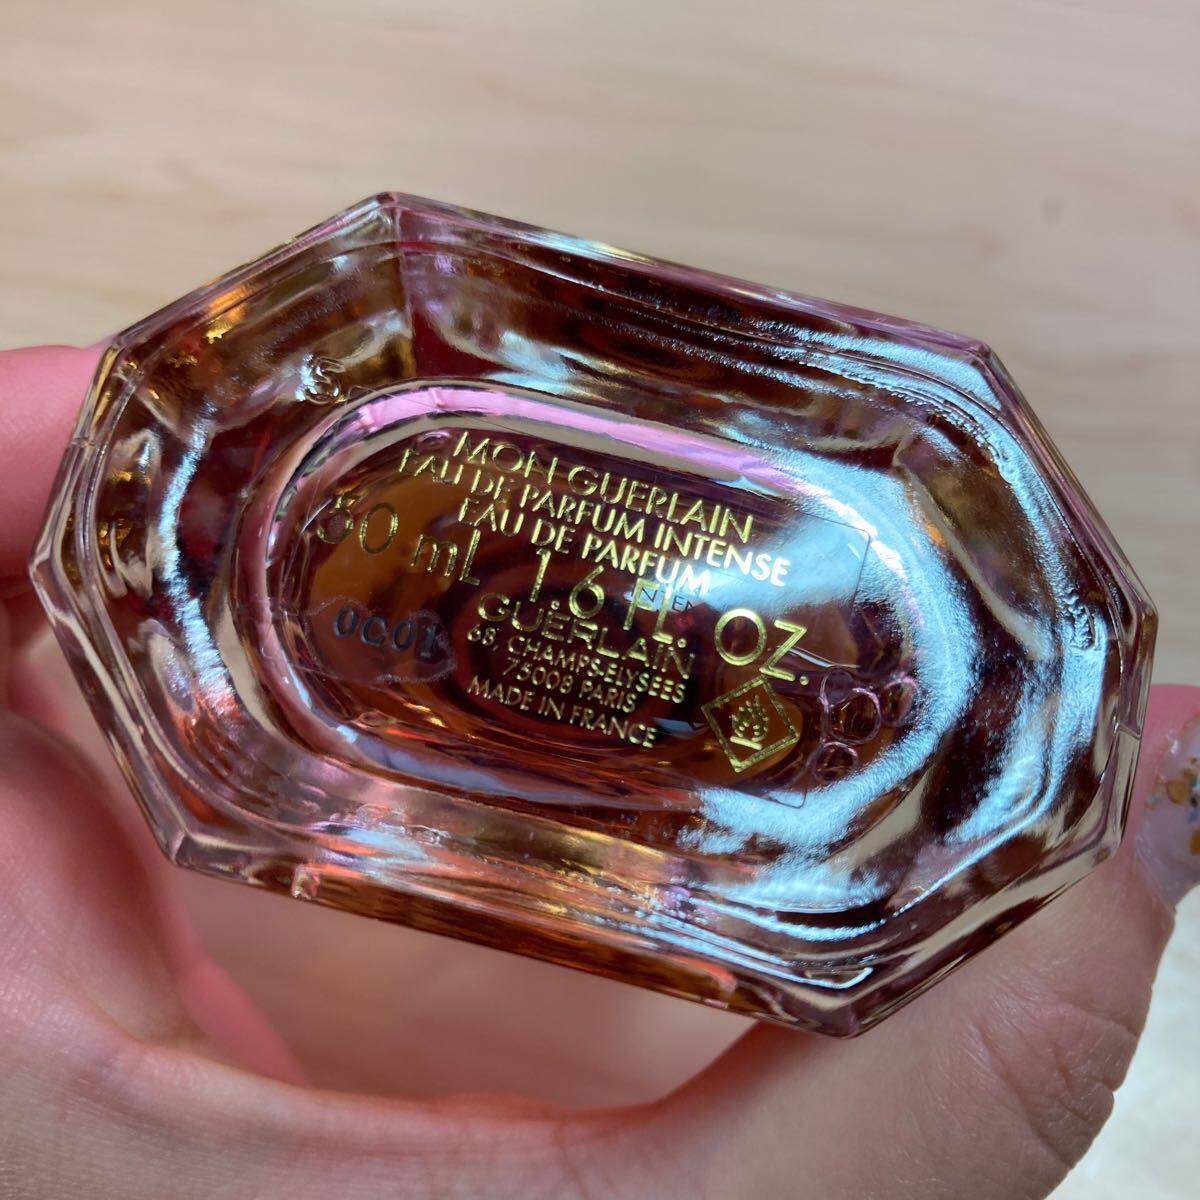 MON GUERLAIN
EAU DE PARFUM INTENSE
EAU DE PARFUM
50 mL 1.6 FL. OZ.
GUERLAIN
68, CHAMPS-ELYSÉES
75008 PARIS
MADE IN FRANCE
0C01